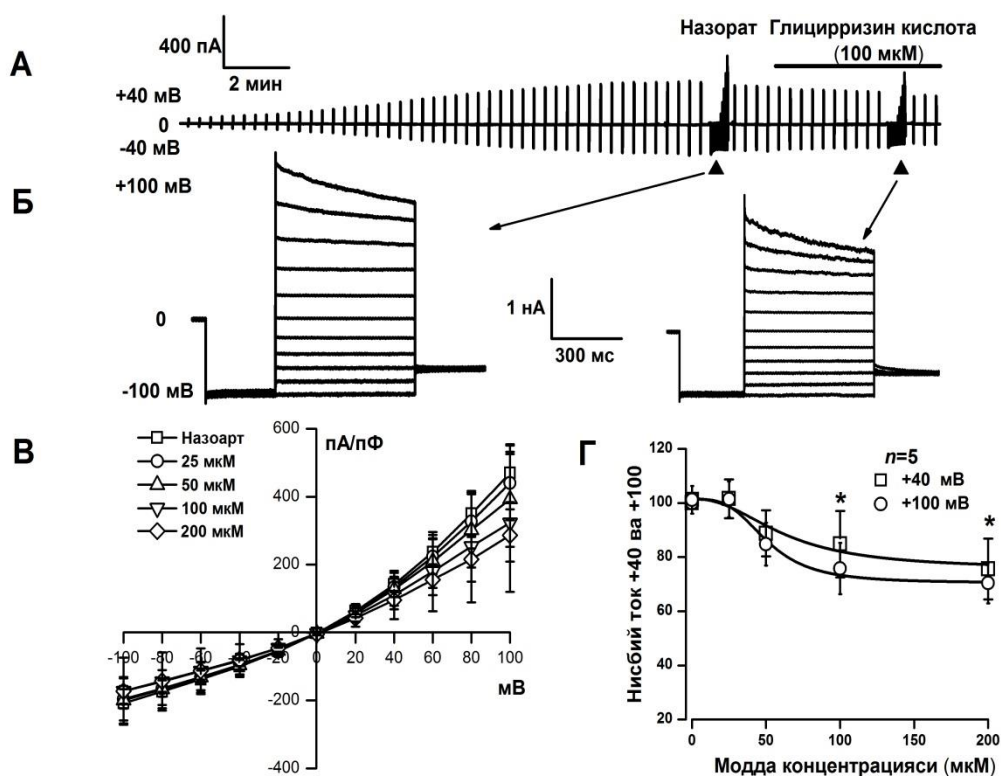 400 пА
2 мин
Назорат
Глицирризин кислота
(100 мкМ)
А
+40 мВ
0
-40 мВ
Б
+100 мВ
0
-100 мВ
1 нА
300 мс
В
Назоарт
25 мкМ
50 мкМ
100 мкМ
200 мкМ
пА/пФ
600
400
200
0
-200
-400
-100 -80 -60 -40 -20 0 20 40 60 80 100
мВ
Г
n=5
+40 мВ
+100 мВ
*
*
Нисбий ток +40 ва +100
120
100
80
60
40
20
0 50 100 150 200
Модда концентрацияси (мкМ)